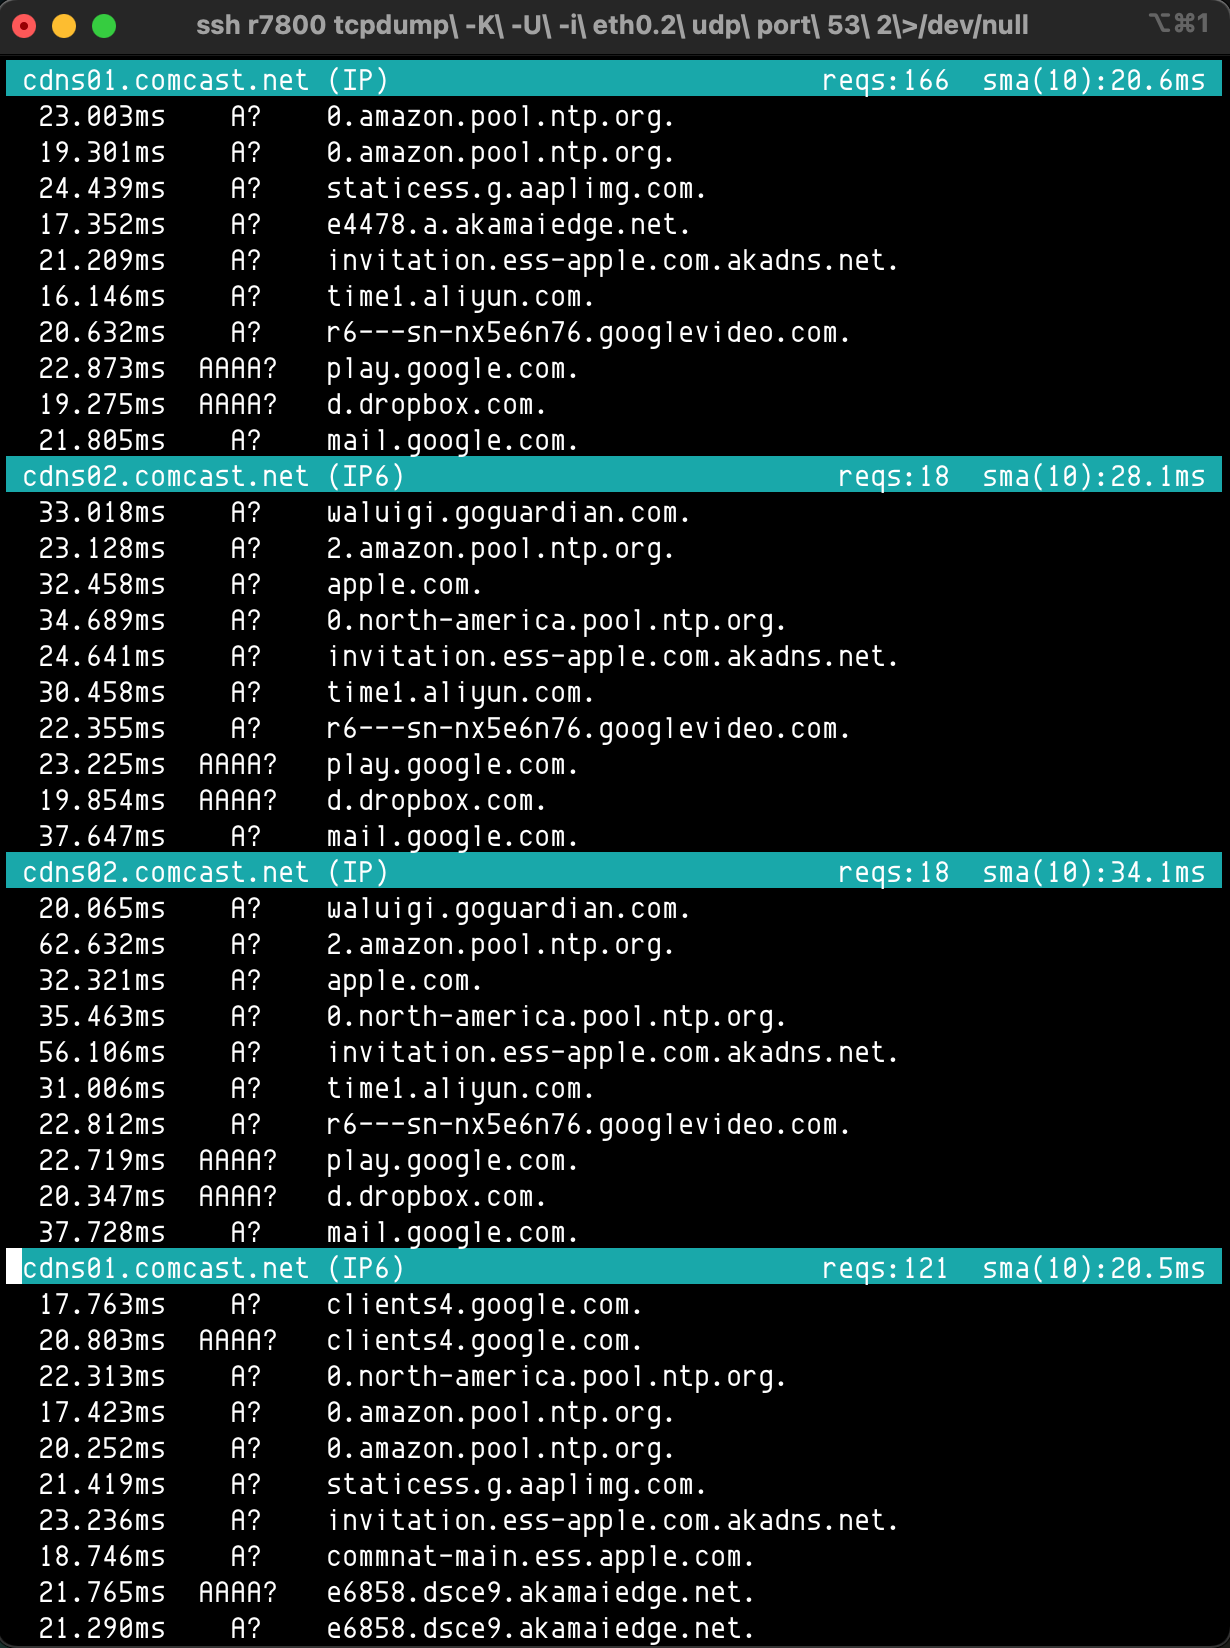 ssh r7800 tcpdump\ -K\ -U\ -i\ eth0.2\ udp\ port\ 53\ 2\>/dev/null ⌥⌘1
cdns01.comcast.net (IP) reqs:166 sma(10):20.6ms
23.003ms A? 0.amazon.pool.ntp.org.
19.301ms A? 0.amazon.pool.ntp.org.
24.439ms A? staticess.g.aaplimg.com.
17.352ms A? e4478.a.akamaiedge.net.
21.209ms A? invitation.ess-apple.com.akadns.net.
16.146ms A? time1.aliyun.com.
20.632ms A? r6---sn-nx5e6n76.googlevideo.com.
22.873ms AAAA? play.google.com.
19.275ms AAAA? d.dropbox.com.
21.805ms A? mail.google.com.
cdns02.comcast.net (IP6) reqs:18 sma(10):28.1ms
33.018ms A? waluigi.goguardian.com.
23.128ms A? 2.amazon.pool.ntp.org.
32.458ms A? apple.com.
34.689ms A? 0.north-america.pool.ntp.org.
24.641ms A? invitation.ess-apple.com.akadns.net.
30.458ms A? time1.aliyun.com.
22.355ms A? r6---sn-nx5e6n76.googlevideo.com.
23.225ms AAAA? play.google.com.
19.854ms AAAA? d.dropbox.com.
37.647ms A? mail.google.com.
cdns02.comcast.net (IP) reqs:18 sma(10):34.1ms
20.065ms A? waluigi.goguardian.com.
62.632ms A? 2.amazon.pool.ntp.org.
32.321ms A? apple.com.
35.463ms A? 0.north-america.pool.ntp.org.
56.106ms A? invitation.ess-apple.com.akadns.net.
31.006ms A? time1.aliyun.com.
22.812ms A? r6---sn-nx5e6n76.googlevideo.com.
22.719ms AAAA? play.google.com.
20.347ms AAAA? d.dropbox.com.
37.728ms A? mail.google.com.
cdns01.comcast.net (IP6) reqs:121 sma(10):20.5ms
17.763ms A? clients4.google.com.
20.803ms AAAA? clients4.google.com.
22.313ms A? 0.north-america.pool.ntp.org.
17.423ms A? 0.amazon.pool.ntp.org.
20.252ms A? 0.amazon.pool.ntp.org.
21.419ms A? staticess.g.aaplimg.com.
23.236ms A? invitation.ess-apple.com.akadns.net.
18.746ms A? commnat-main.ess.apple.com.
21.765ms AAAA? e6858.dsce9.akamaiedge.net.
21.290ms A? e6858.dsce9.akamaiedge.net.